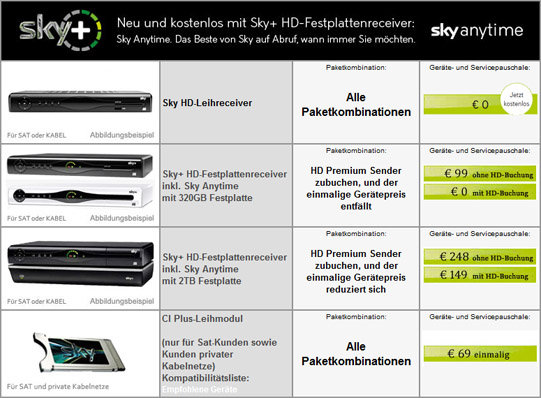 sky+
Neu und kostenlos mit Sky+ HD-Festplattenreceiver:
Sky Anytime. Das Beste von Sky auf Abruf, wann immer Sie möchten.
sky anytime
Für SAT oder KABEL
Abbildungsbeispiel
Sky HD-Leihreceiver
Paketkombination:
Alle
Paketkombinationen
Geräte- und Servicepauschale:
€ 0
Jetzt
kostenlos
Für SAT oder KABEL
Abbildungsbeispiel
Sky+ HD-Festplattenreceiver
inkl. Sky Anytime
mit 320GB Festplatte
Paketkombination:
HD Premium Sender
zubuchen, und der
einmalige Gerätepreis
entfällt
Geräte- und Servicepauschale:
€ 99 ohne HD-Buchung
€ 0 mit HD-Buchung
Für SAT oder KABEL
Abbildungsbeispiel
Sky+ HD-Festplattenreceiver
inkl. Sky Anytime
mit 2TB Festplatte
Paketkombination:
HD Premium Sender
zubuchen, und der
einmalige Gerätepreis
reduziert sich
Geräte- und Servicepauschale:
€ 248 ohne HD-Buchung
€ 149 mit HD-Buchung
Für SAT und private Kabelnetze
CI Plus-Leihmodul
(nur für Sat-Kunden sowie
Kunden privater
Kabelnetze)
Kompatibilitätsliste:
Empfohlene Geräte
Paketkombination:
Alle
Paketkombinationen
Geräte- und Servicepauschale:
€ 69 einmalig